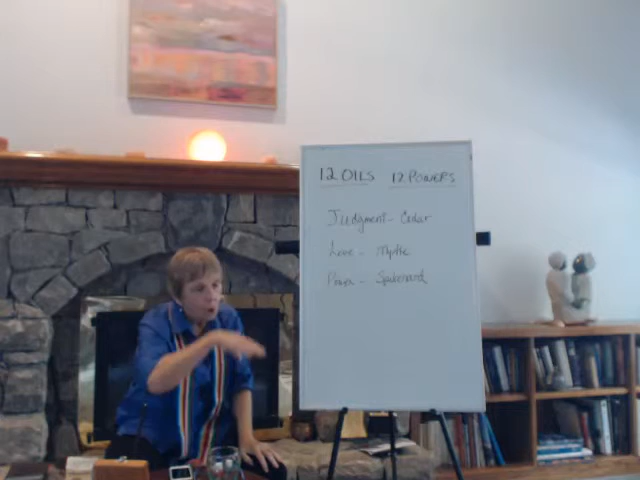 12 OILS 12 POWERS
Judgment - Cedar
Love - Myrtle
Power - Spikenard